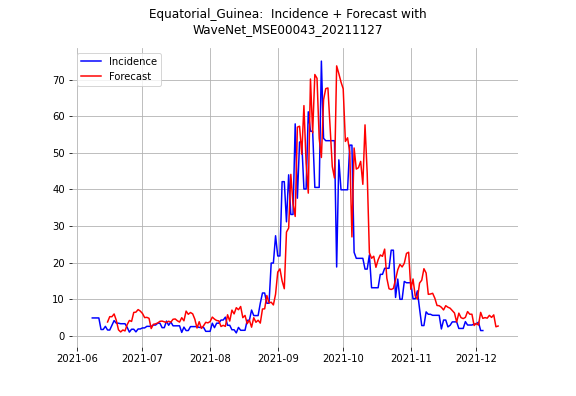 Equatorial_Guinea:  Incidence + Forecast with
WaveNet_MSE00043_20211127
Incidence
Forecast
70
60
50
40
30
20
10
0
2021-06 2021-07 2021-08 2021-09 2021-10 2021-11 2021-12